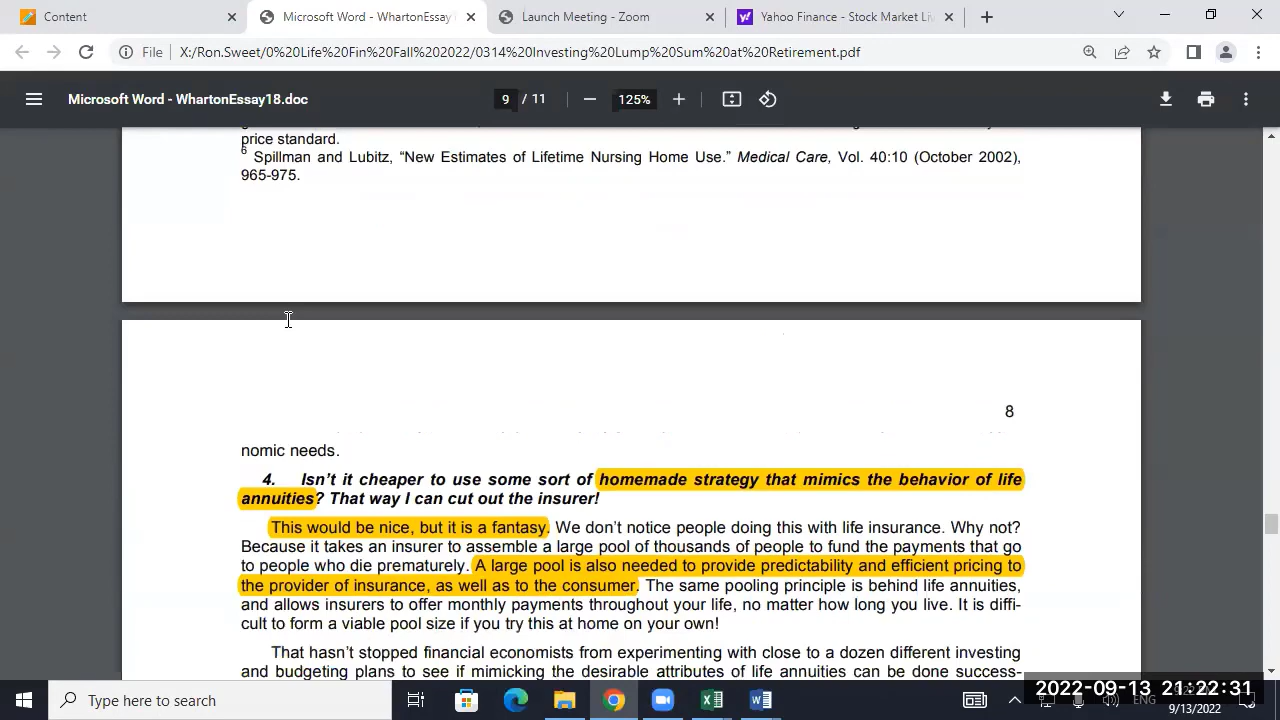 Content
Microsoft Word - WhartonEssay
Launch Meeting - Zoom
Yahoo Finance - Stock Market Li
File
X:/Ron.Sweet/0%20Life%20Fin%20Fall%202022/0314%20Investing%20Lump%20Sum%20at%20Retirement.pdf
Microsoft Word - WhartonEssay18.doc
9 / 11
125%
price standard.
6 Spillman and Lubitz, “New Estimates of Lifetime Nursing Home Use.” Medical Care, Vol. 40:10 (October 2002),
965-975.
8
nomic needs.
4. Isn’t it cheaper to use some sort of homemade strategy that mimics the behavior of life
annuities? That way I can cut out the insurer!
This would be nice, but it is a fantasy. We don’t notice people doing this with life insurance. Why not?
Because it takes an insurer to assemble a large pool of thousands of people to fund the payments that go
to people who die prematurely. A large pool is also needed to provide predictability and efficient pricing to
the provider of insurance, as well as to the consumer. The same pooling principle is behind life annuities,
and allows insurers to offer monthly payments throughout your life, no matter how long you live. It is diffi-
cult to form a viable pool size if you try this at home on your own!
That hasn’t stopped financial economists from experimenting with close to a dozen different investing
and budgeting plans to see if mimicking the desirable attributes of life annuities can be done success-
Type here to search
2022-09-13 21:22:31
ENG
9/13/2022